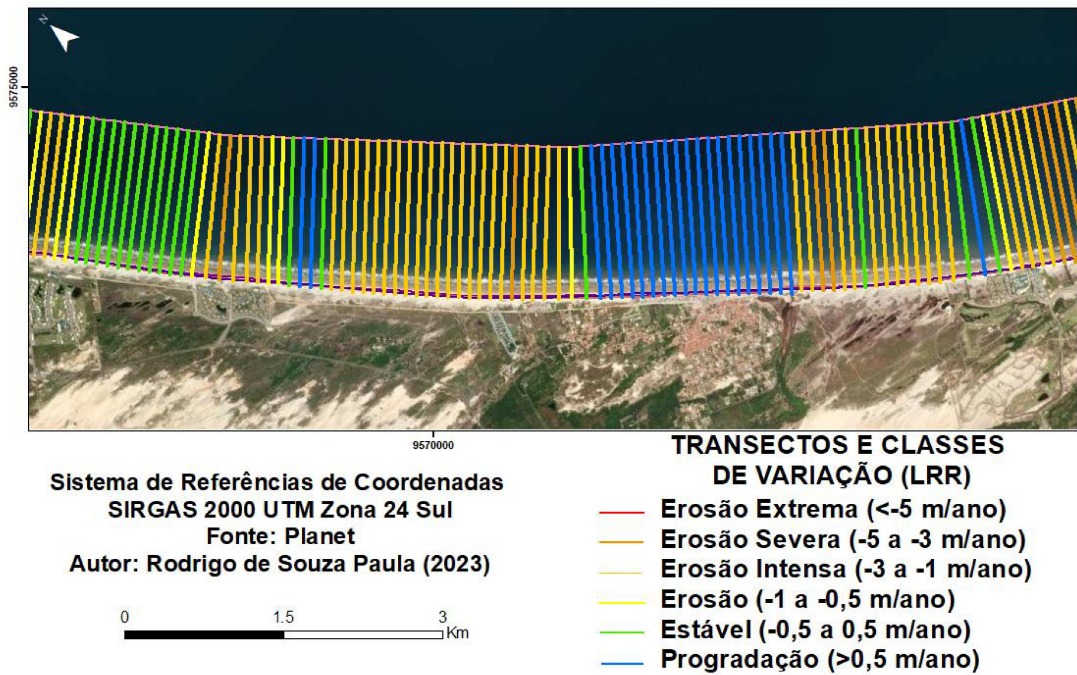 N
9575000
9570000
Sistema de Referências de Coordenadas
SIRGAS 2000 UTM Zona 24 Sul
Fonte: Planet
Autor: Rodrigo de Souza Paula (2023)
0 1.5 3
Km
TRANSECTOS E CLASSES
DE VARIAÇÃO (LRR)
Erosão Extrema (<-5 m/ano)
Erosão Severa (-5 a -3 m/ano)
Erosão Intensa (-3 a -1 m/ano)
Erosão (-1 a -0,5 m/ano)
Estável (-0,5 a 0,5 m/ano)
Progradação (>0,5 m/ano)